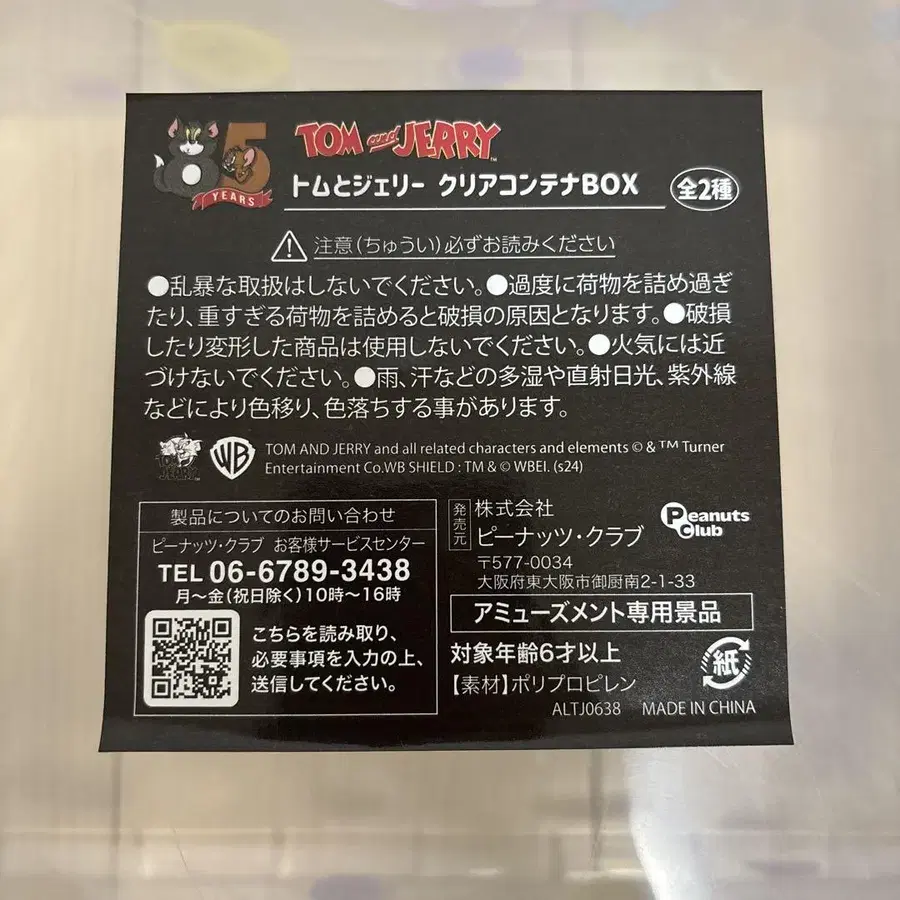 85
YEARS
TOM and JERRY™
トムとジェリー クリアコンテナBOX 全2種
注意(ちゅうい)必ずお読みください
●乱暴な取扱はしないでください。●過度に荷物を詰め過ぎ
たり、重すぎる荷物を詰めると破損の原因となります。●破損
したり変形した商品は使用しないでください。●火気には近
づけないでください。●雨、汗などの多湿や直射日光、紫外線
などにより色移り、色落ちする事があります。
TOM and JERRY
WB
TOM AND JERRY and all related characters and elements © & ™ Turner
Entertainment Co.WB SHIELD : TM & © WBEI. (s24)
製品についてのお問い合わせ
ピーナッツ・クラブ お客様サービスセンター
TEL 06-6789-3438
月〜金(祝日除く)10時〜16時
こちらを読み取り、
必要事項を入力の上、
送信してください。
発売元
株式会社
ピーナッツ・クラブ
Peanuts Club
〒577-0034
大阪府東大阪市御厨南2-1-33
アミューズメント専用景品
対象年齢6才以上
【素材】ポリプロピレン
紙
ALTJ0638 MADE IN CHINA